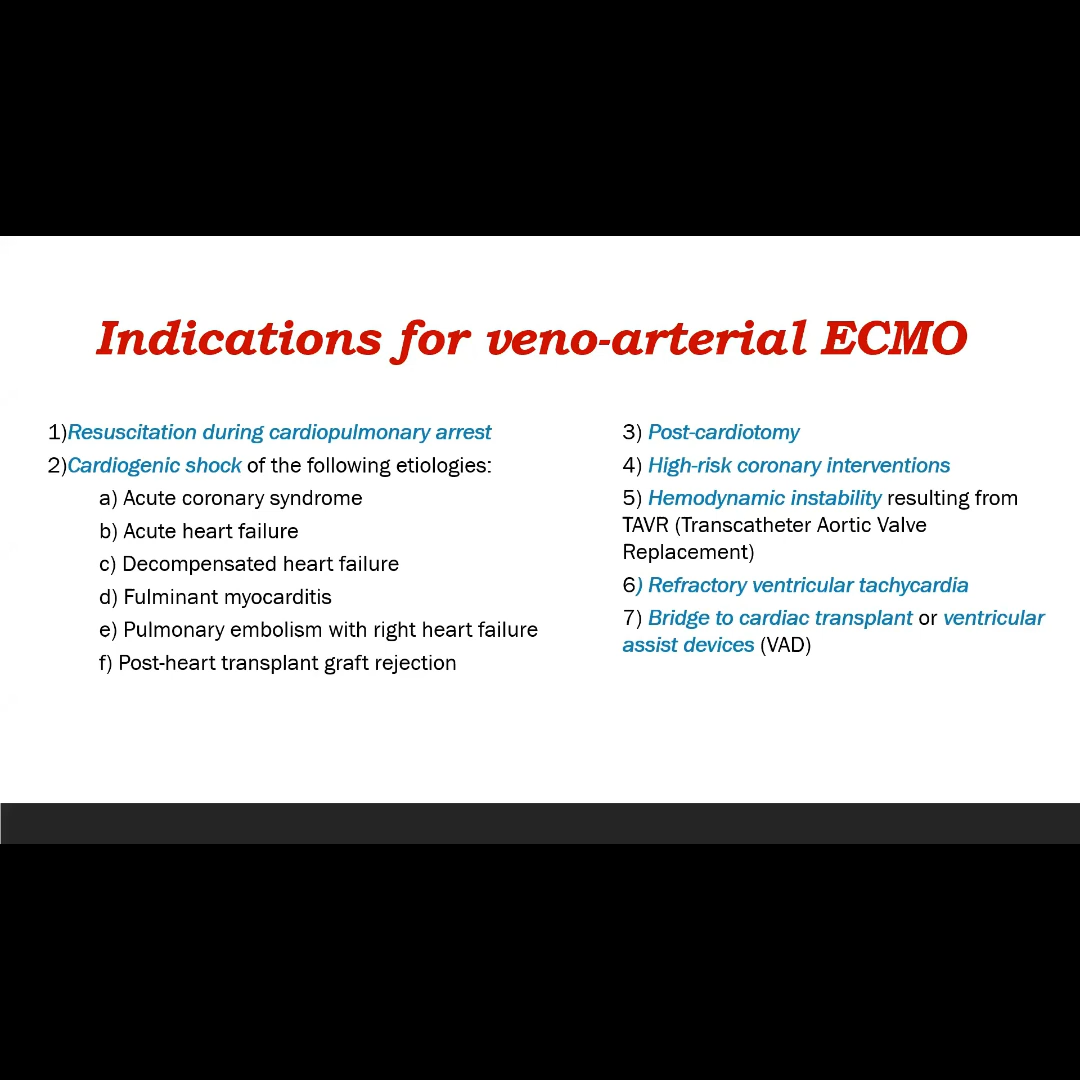 Indications for veno-arterial ECMO
1)Resuscitation during cardiopulmonary arrest
2)Cardiogenic shock of the following etiologies:
a) Acute coronary syndrome
b) Acute heart failure
c) Decompensated heart failure
d) Fulminant myocarditis
e) Pulmonary embolism with right heart failure
f) Post-heart transplant graft rejection
3) Post-cardiotomy
4) High-risk coronary interventions
5) Hemodynamic instability resulting from
TAVR (Transcatheter Aortic Valve
Replacement)
6) Refractory ventricular tachycardia
7) Bridge to cardiac transplant or ventricular
assist devices (VAD)